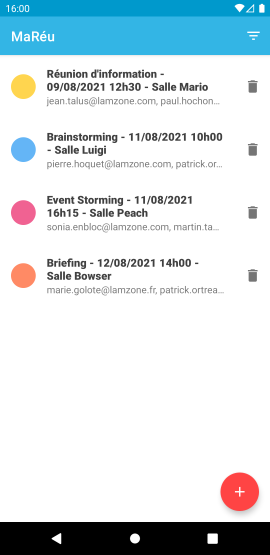 16:00
MaRéu
Réunion d'information -
09/08/2021 12h30 - Salle Mario
jean.talus@lamzone.com, paul.hochon...
Brainstorming - 11/08/2021 10h00
- Salle Luigi
pierre.hoquet@lamzone.com, patrick.or...
Event Storming - 11/08/2021
16h15 - Salle Peach
sonia.enbloc@lamzone.com, martin.ta...
Briefing - 12/08/2021 14h00 -
Salle Bowser
marie.golote@lamzone.fr, patrick.ortrea...